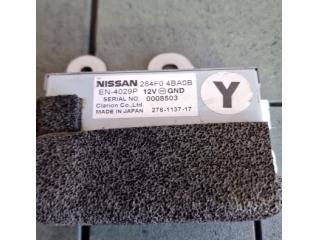 NISSAN 284F0 4BA0B
EN-4029P 12V ⊖ GND
SERIAL NO. 0008503
Clarion Co., Ltd.
MADE IN JAPAN 276-1137-17
Y